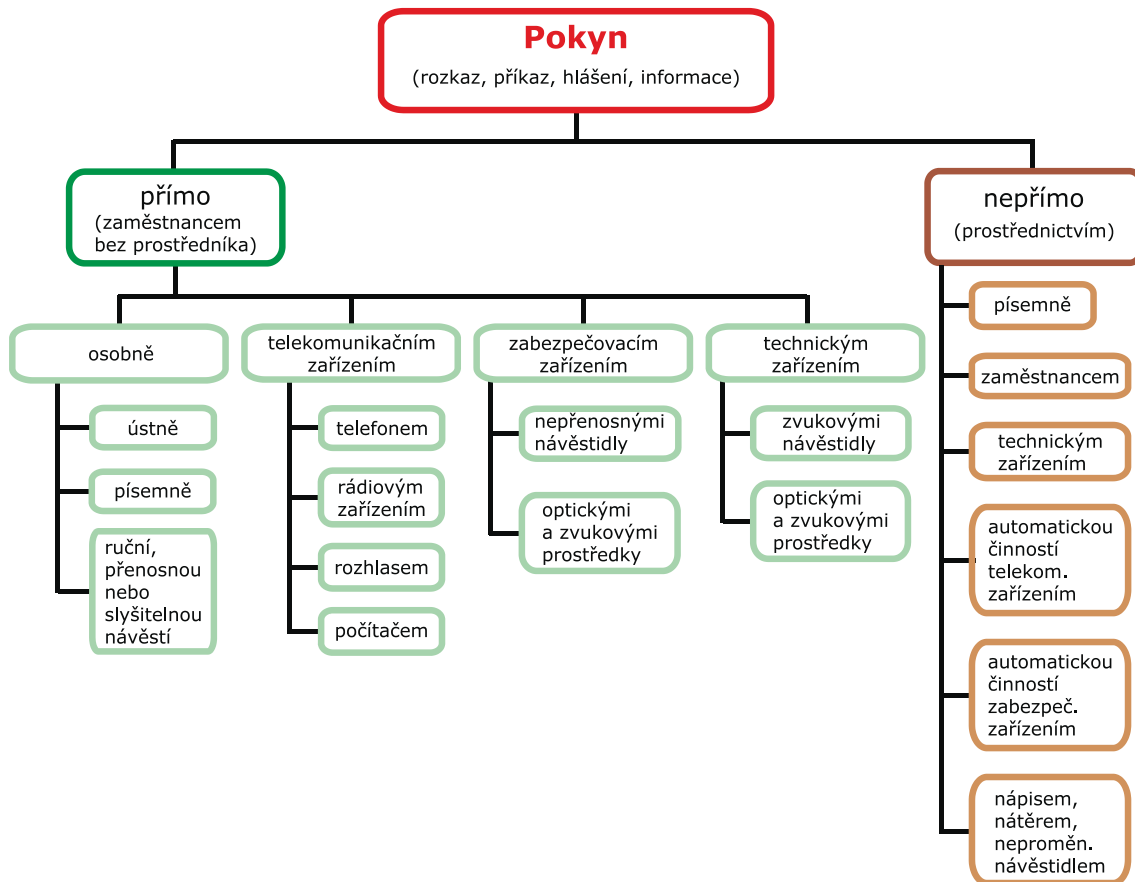 Pokyn
(rozkaz, příkaz, hlášení, informace)
přímo
(zaměstnancem
bez prostředníka)
osobně
ústně
písemně
ruční,
přenosnou
nebo
slyšitelnou
návěstí
telekomunikačním
zařízením
telefonem
rádiovým
zařízením
rozhlasem
počítačem
zabezpečovacím
zařízením
nepřenosnými
návěstidly
optickými
a zvukovými
prostředky
technickým
zařízením
zvukovými
návěstidly
optickými
a zvukovými
prostředky
nepřímo
(prostřednictvím)
písemně
zaměstnancem
technickým
zařízením
automatickou
činností
telekom.
zařízením
automatickou
činností
zabezpeč.
zařízením
nápisem,
nátěrem,
neproměn.
návěstidlem